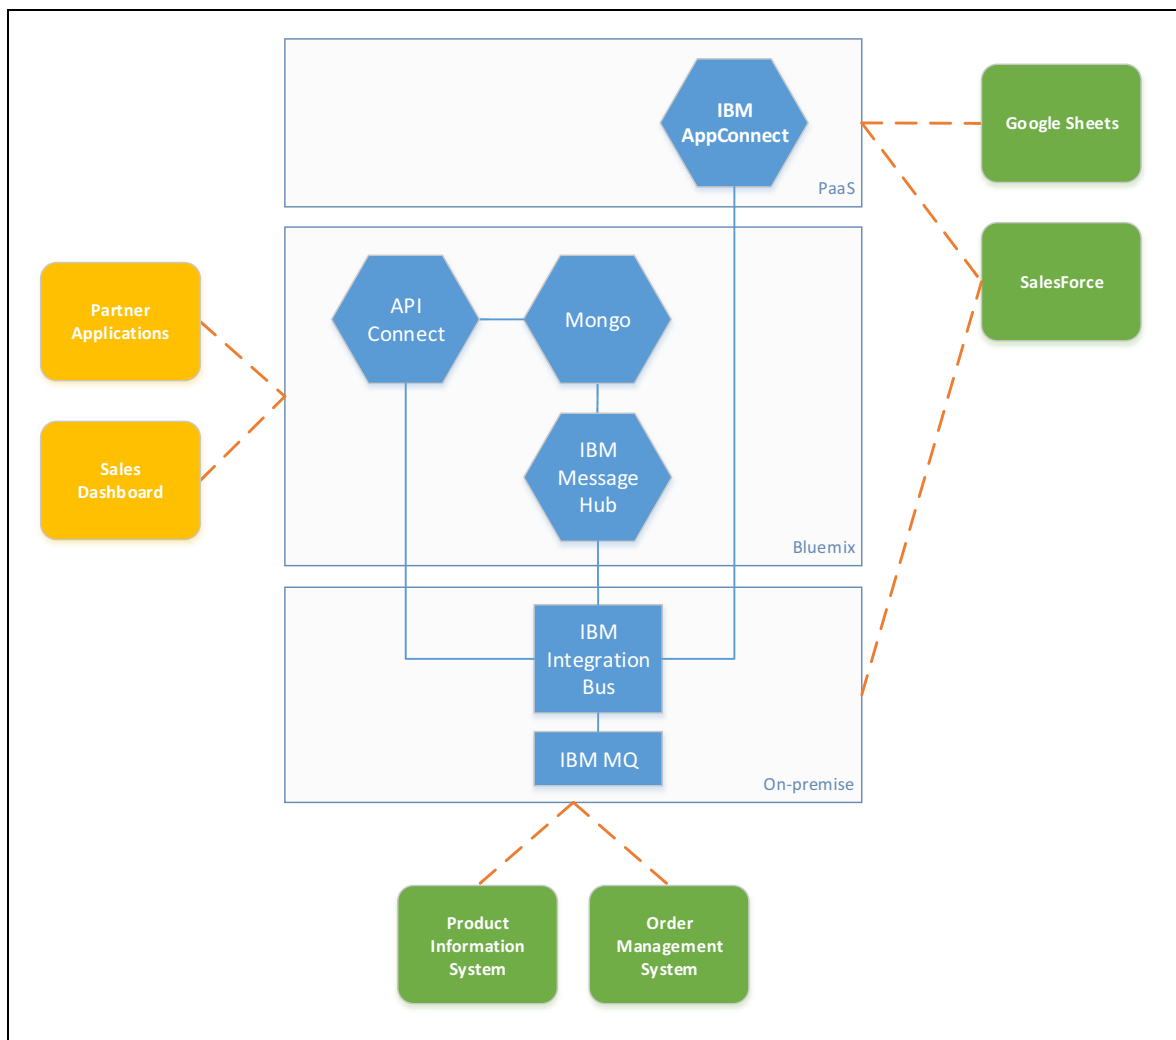 IBM
AppConnect
PaaS
Google Sheets
SalesForce
Partner
Applications
Sales
Dashboard
API
Connect
Mongo
IBM
Message
Hub
Bluemix
IBM
Integration
Bus
IBM MQ
On-premise
Product
Information
System
Order
Management
System